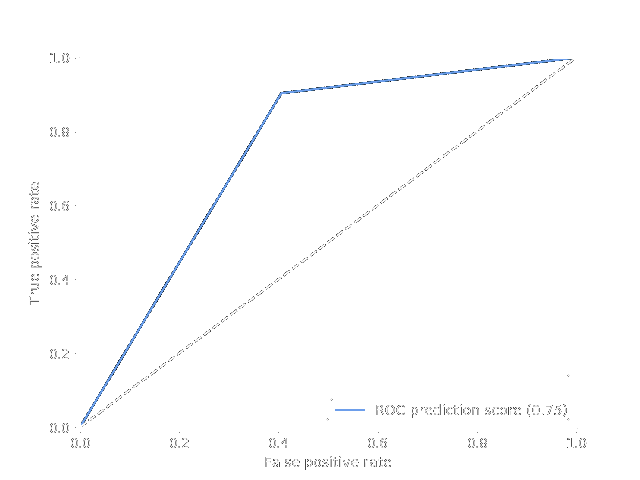 1.0
0.8
0.6
0.4
0.2
0.0
0.0 0.2 0.4 0.6 0.8 1.0
True positive rate
False positive rate
ROC prediction score (0.75)